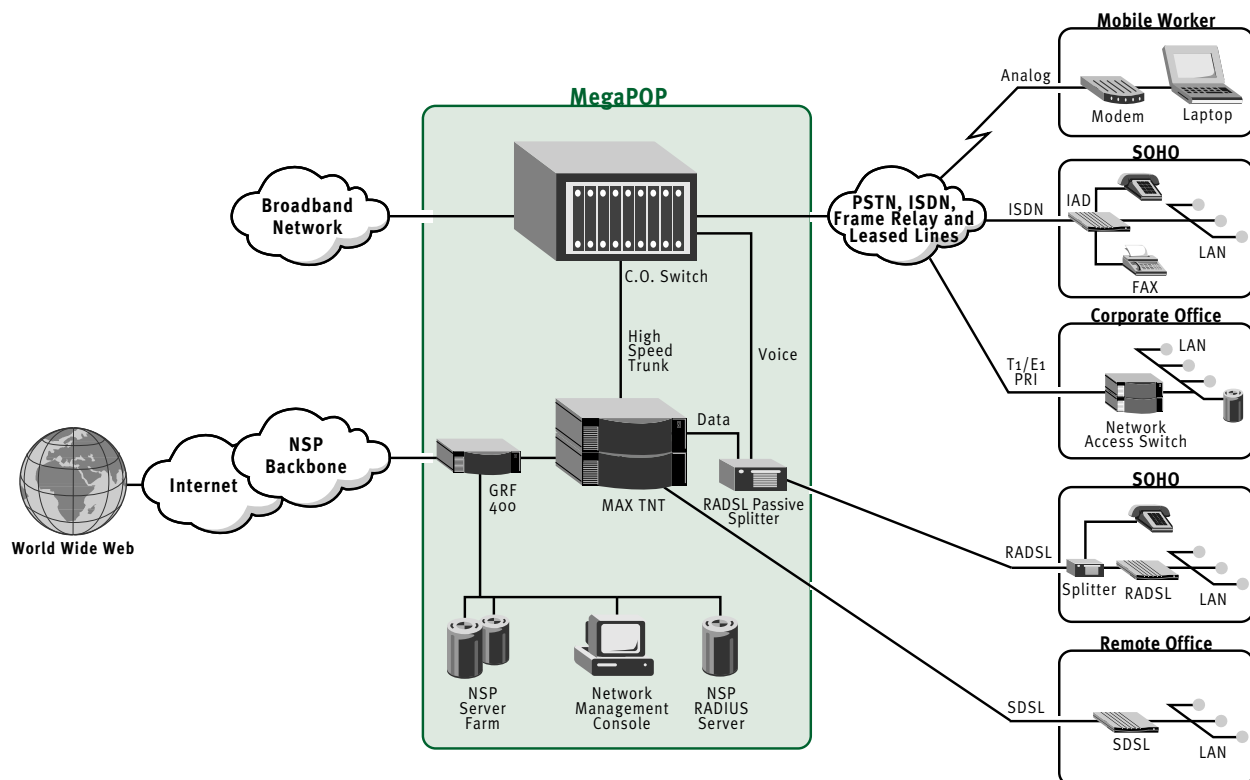 Mobile Worker
Analog
Modem
Laptop
MegaPOP
SOHO
IAD
ISDN
LAN
FAX
Broadband
Network
PSTN, ISDN,
Frame Relay and
Leased Lines
C.O. Switch
High
Speed
Trunk
Voice
Corporate Office
LAN
T1/E1
PRI
Network
Access Switch
Data
NSP
Backbone
Internet
World Wide Web
GRF
400
MAX TNT
RADSL Passive
Splitter
SOHO
RADSL
Splitter
RADSL
LAN
NSP
Server
Farm
Network
Management
Console
NSP
RADIUS
Server
Remote Office
SDSL
SDSL
LAN